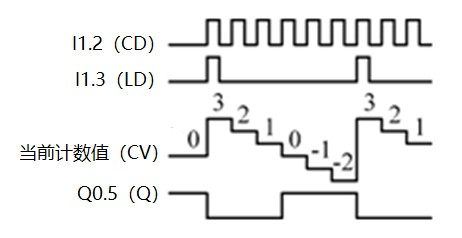 I1.2（CD）
I1.3（LD）
3 2 1 0 -1 -2 3 2 1
当前计数值（CV） 0
Q0.5（Q）